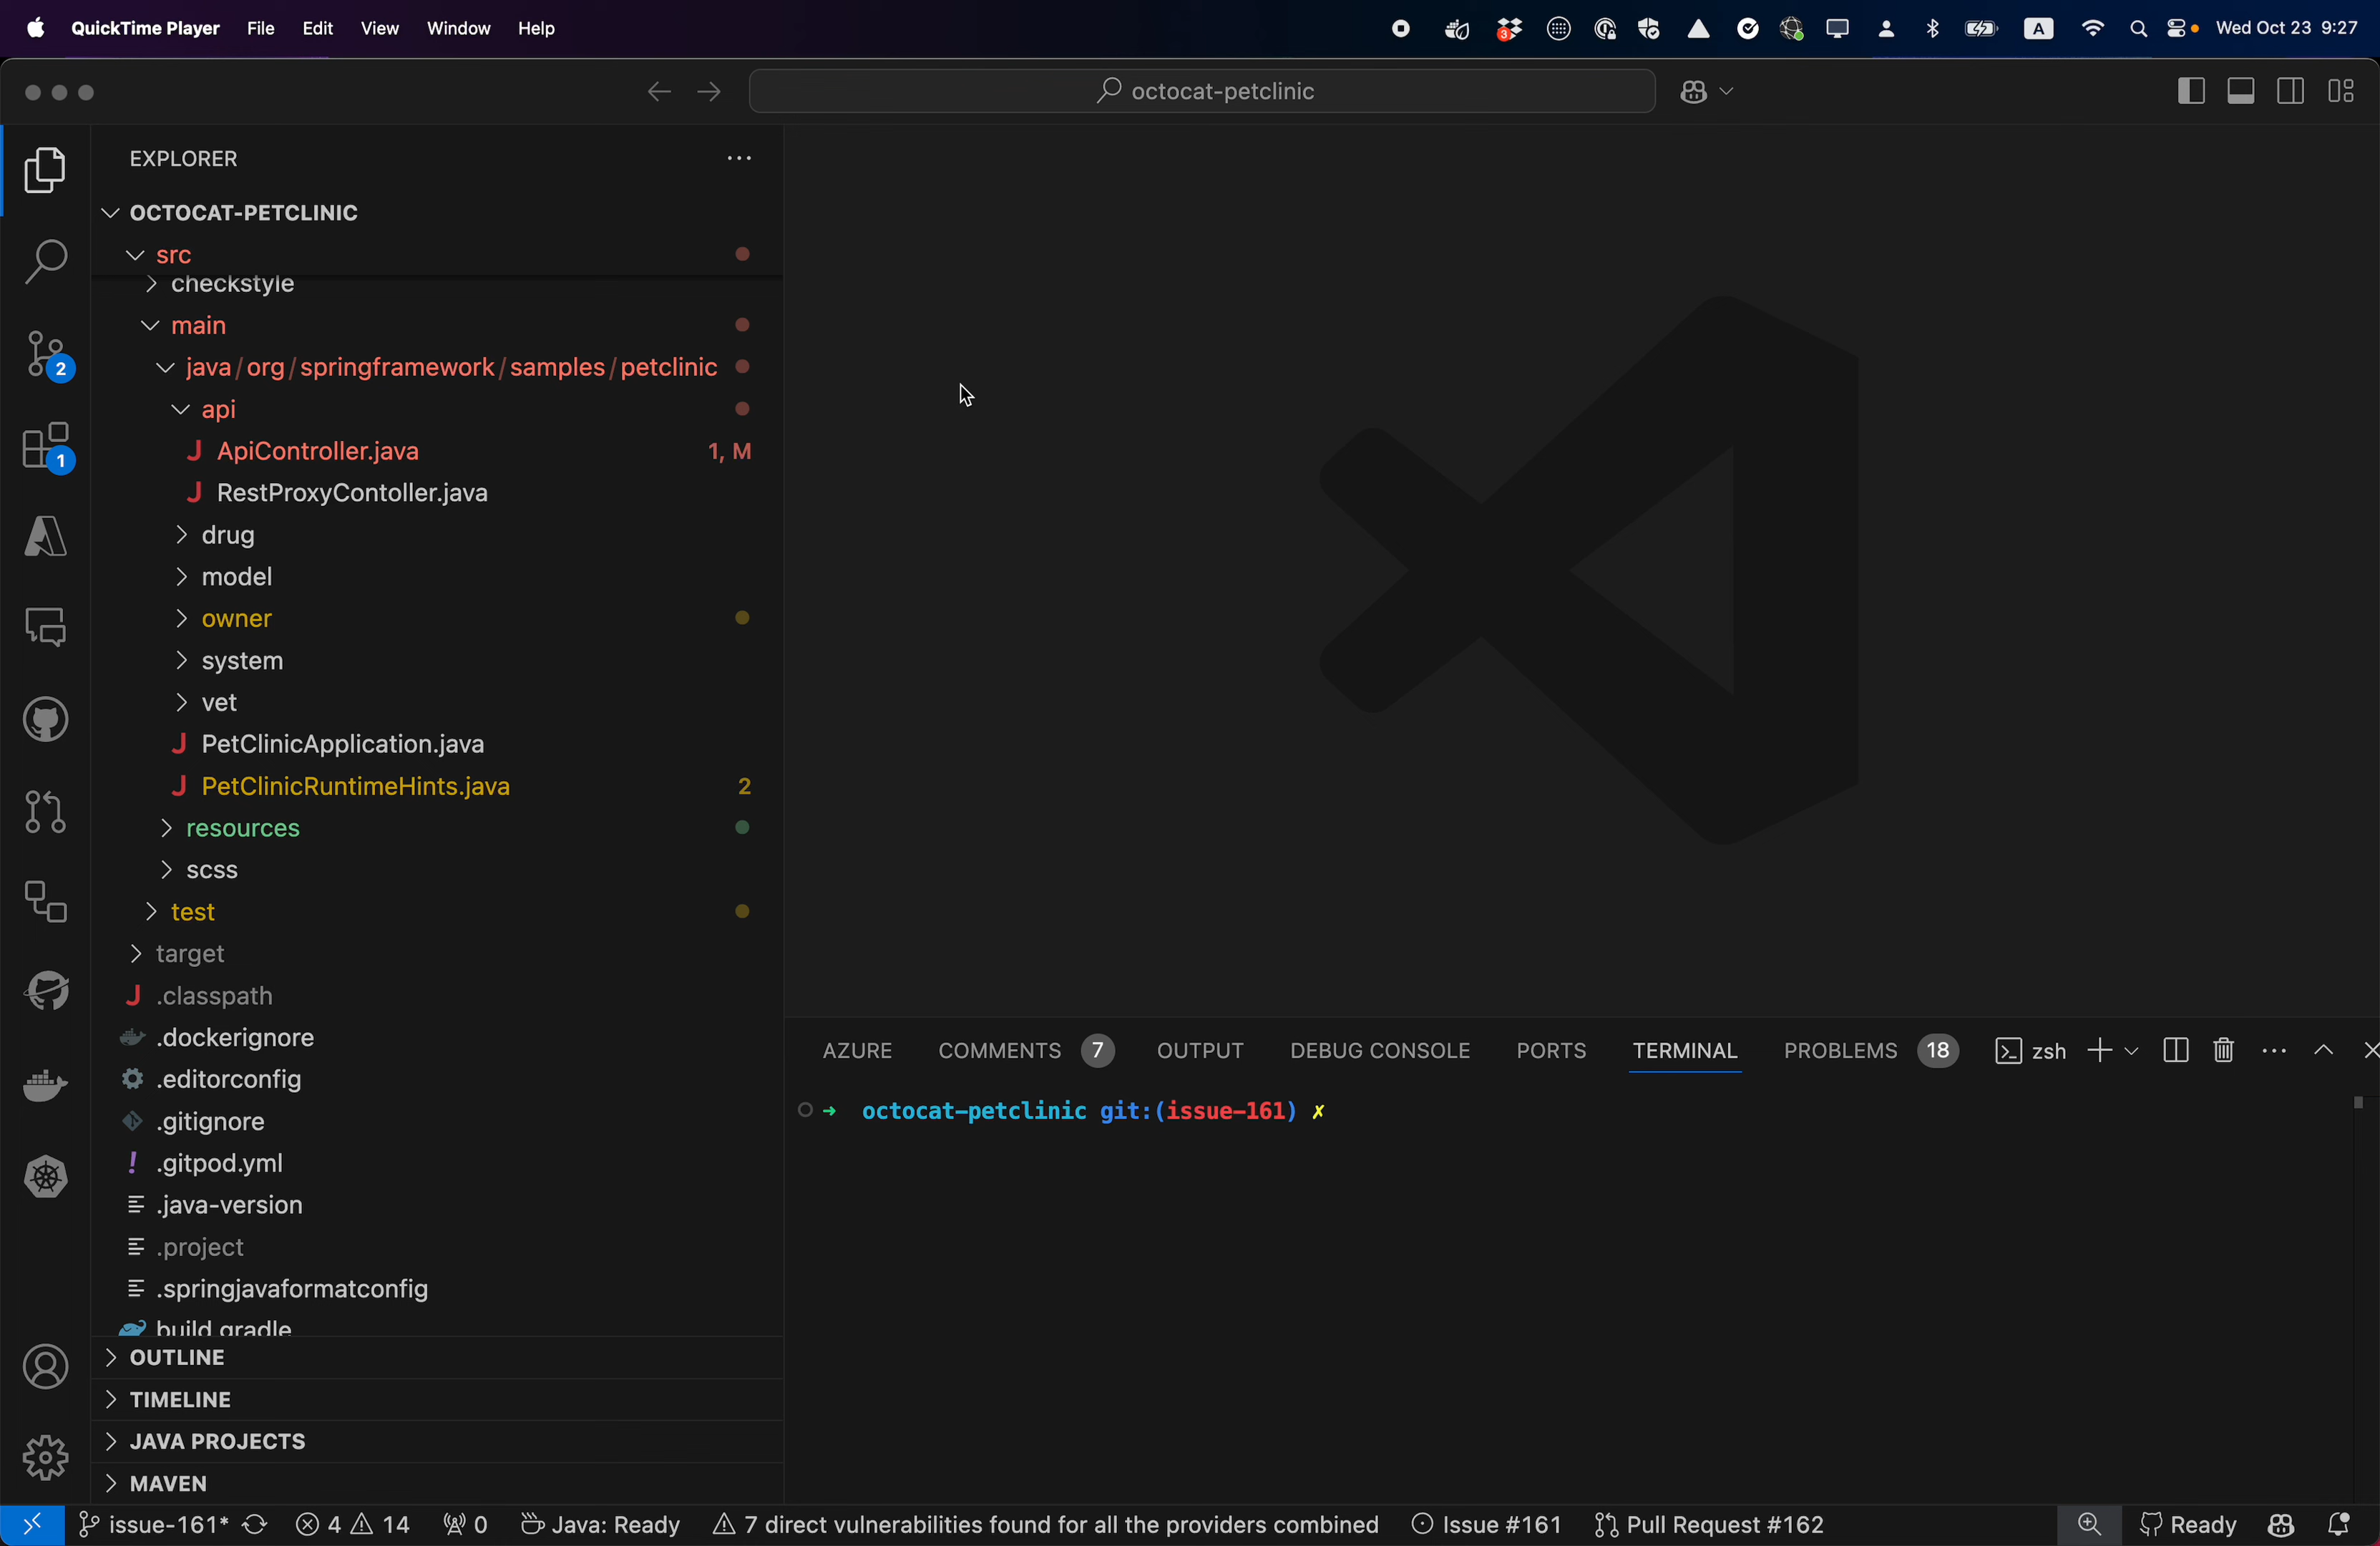 QuickTime Player File Edit View Window Help
3 A Wed Oct 23 9:27
octocat-petclinic
EXPLORER
OCTOCAT-PETCLINIC
src
checkstyle
main
java/org/springframework/samples/petclinic
api
J ApiController.java 1, M
J RestProxyContoller.java
drug
model
owner
system
vet
J PetClinicApplication.java
J PetClinicRuntimeHints.java 2
resources
scss
test
target
J .classpath
.dockerignore
.editorconfig
.gitignore
! .gitpod.yml
.java-version
.project
.springjavaformatconfig
build.gradle
OUTLINE
TIMELINE
JAVA PROJECTS
MAVEN
2
1
AZURE COMMENTS 7 OUTPUT DEBUG CONSOLE PORTS TERMINAL PROBLEMS 18 zsh
➜ octocat-petclinic git:(issue-161) ✗
issue-161* 4 14 0 Java: Ready 7 direct vulnerabilities found for all the providers combined Issue #161 Pull Request #162 Ready